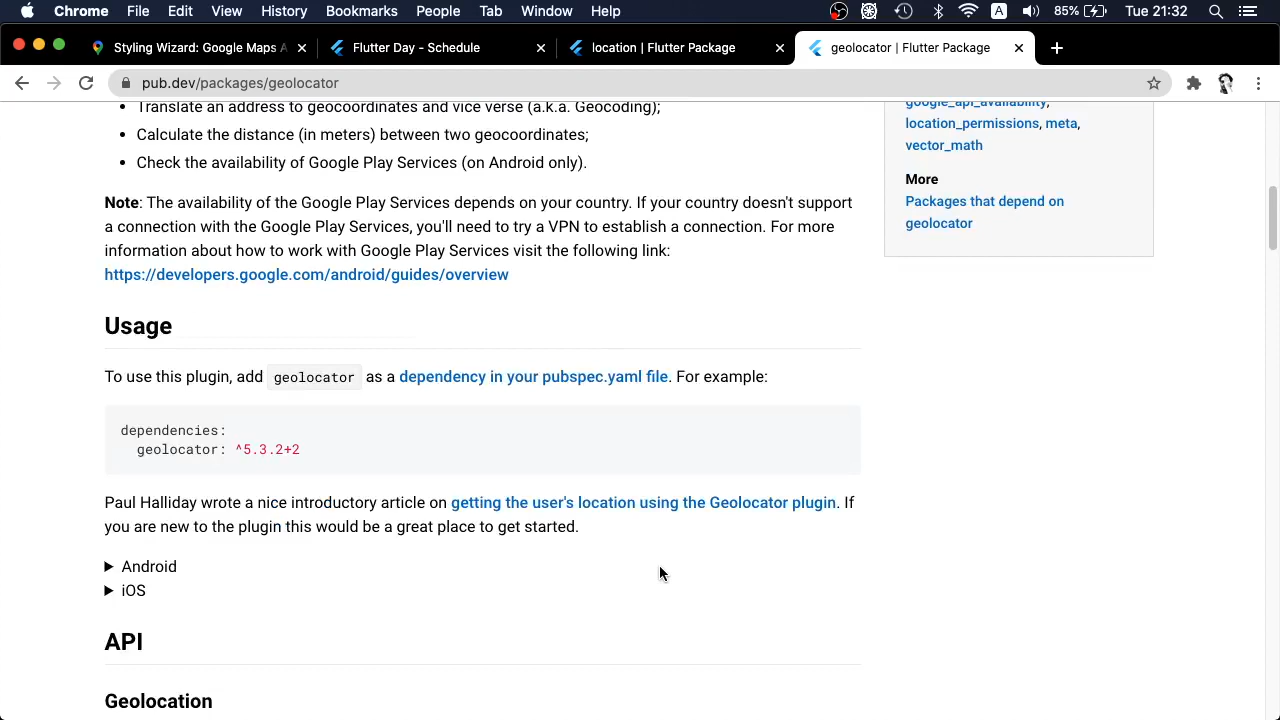 Chrome File Edit View History Bookmarks People Tab Window Help A 85% Tue 21:32
Styling Wizard: Google Maps A Flutter Day - Schedule location | Flutter Package geolocator | Flutter Package
pub.dev/packages/geolocator
• Translate an address to geocoordinates and vice verse (a.k.a. Geocoding);
• Calculate the distance (in meters) between two geocoordinates;
• Check the availability of Google Play Services (on Android only).
Note: The availability of the Google Play Services depends on your country. If your country doesn't support
a connection with the Google Play Services, you'll need to try a VPN to establish a connection. For more
information about how to work with Google Play Services visit the following link:
https://developers.google.com/android/guides/overview
Usage
To use this plugin, add geolocator as a dependency in your pubspec.yaml file. For example:
dependencies:
geolocator: ^5.3.2+2
Paul Halliday wrote a nice introductory article on getting the user's location using the Geolocator plugin. If
you are new to the plugin this would be a great place to get started.
Android
iOS
API
Geolocation
google_api_availability,
location_permissions, meta,
vector_math
More
Packages that depend on
geolocator